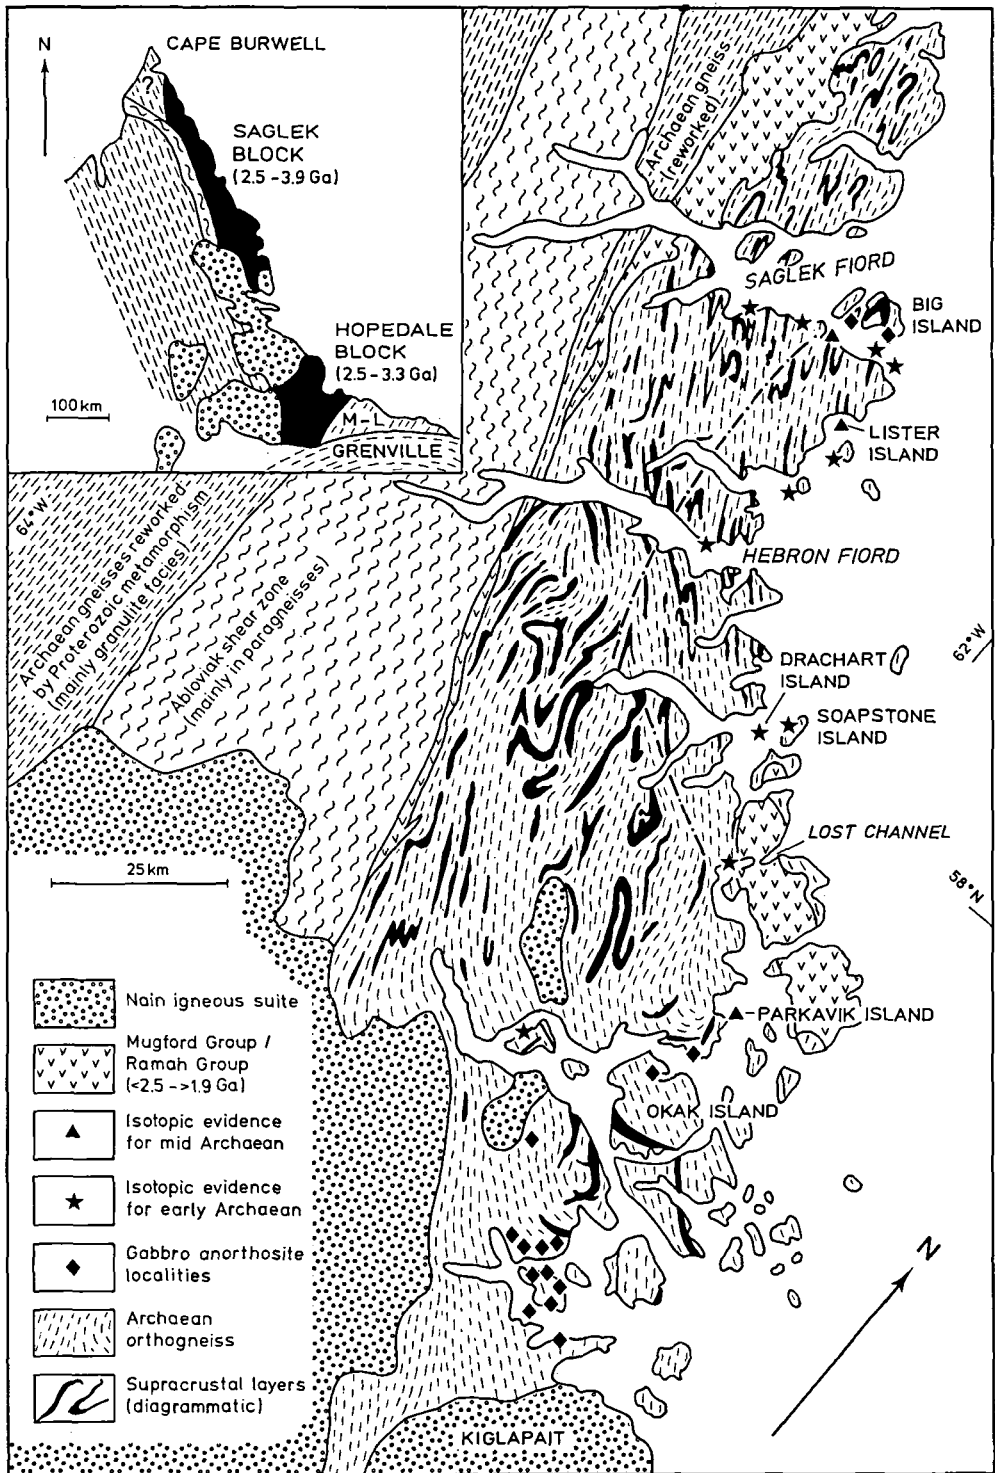 N
CAPE BURWELL
?
SAGLEK
BLOCK
(2.5-3.9 Ga)
HOPEDALE
BLOCK
(2.5-3.3 Ga)
100 km
M-L
GRENVILLE
Archaean gneiss
(reworked)
SAGLEK FIORD
BIG
ISLAND
LISTER
ISLAND
HEBRON FIORD
64°W
Archaean gneisses reworked
by Proterozoic metamorphism
(mainly granulite facies)
Abloviak shear zone
(mainly in paragneisses)
62°W
DRACHART
ISLAND
SOAPSTONE
ISLAND
LOST CHANNEL
25 km
58°N
PARKAVIK ISLAND
OKAK ISLAND
Nain igneous suite
Mugford Group /
Ramah Group
(<2.5->1.9 Ga)
Isotopic evidence
for mid Archaean
Isotopic evidence
for early Archaean
Gabbro anorthosite
localities
Archaean
orthogneiss
Supracrustal layers
(diagrammatic)
N
KIGLAPAIT